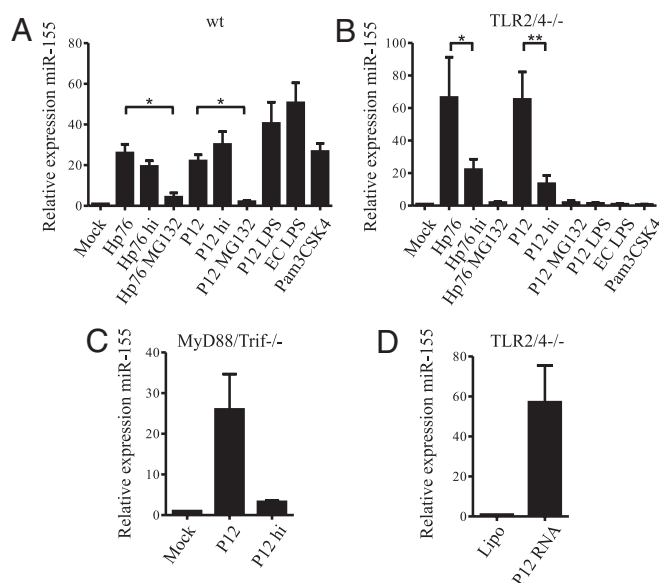 A
wt
Relative expression miR-155
80
60
40
20
0
*
*
Mock
Hp76
Hp76 hi
Hp76 MG132
P12
P12 hi
P12 MG132
P12 LPS
EC LPS
Pam3CSK4
B
TLR2/4-/-
Relative expression miR-155
100
80
60
40
20
0
*
**
Mock
Hp76
Hp76 hi
Hp76 MG132
P12
P12 hi
P12 MG132
P12 LPS
EC LPS
Pam3CSK4
C
MyD88/Trif-/-
Relative expression miR-155
40
30
20
10
0
Mock
P12
P12 hi
D
TLR2/4-/-
Relative expression miR-155
80
60
40
20
0
Lipo
P12 RNA